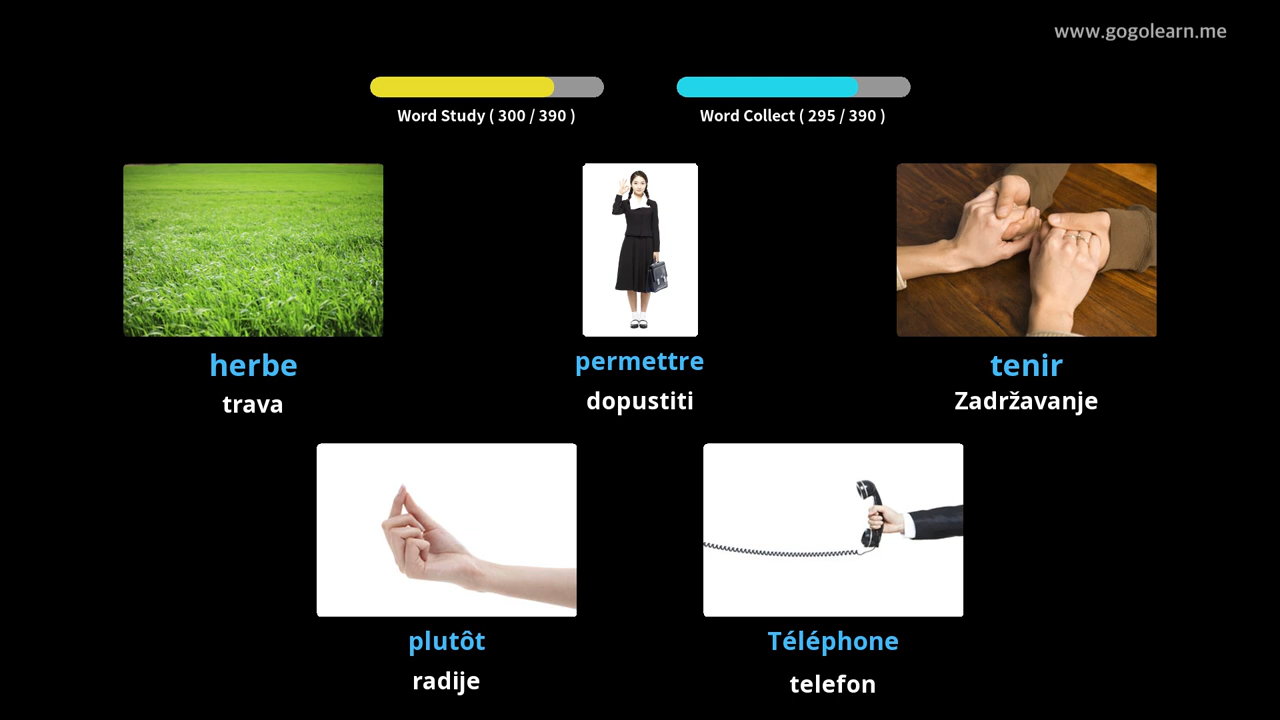 www.gogolearn.me
Word Study ( 300 / 390 )
Word Collect ( 295 / 390 )
herbe
trava
permettre
dopustiti
tenir
Zadržavanje
plutôt
radije
Téléphone
telefon